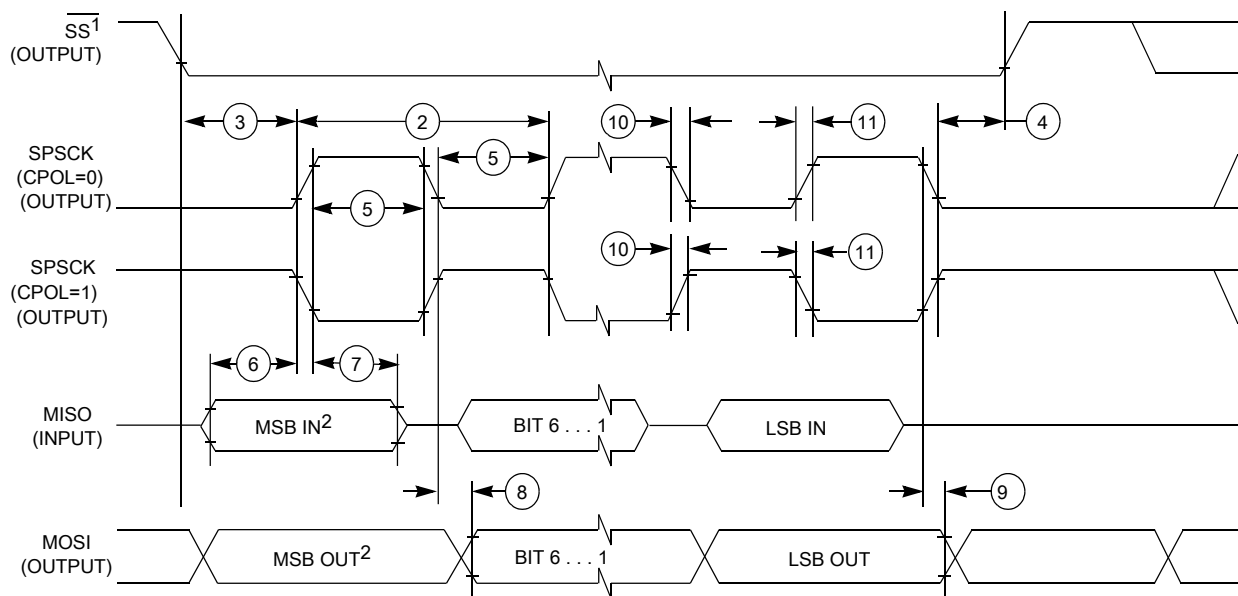 SS1
(OUTPUT)
3
2
10
11
4
SPSCK
(CPOL=0)
(OUTPUT)
5
5
SPSCK
(CPOL=1)
(OUTPUT)
10
11
6
7
MISO
(INPUT)
MSB IN2
BIT 6 . . . 1
LSB IN
8
9
MOSI
(OUTPUT)
MSB OUT2
BIT 6 . . . 1
LSB OUT